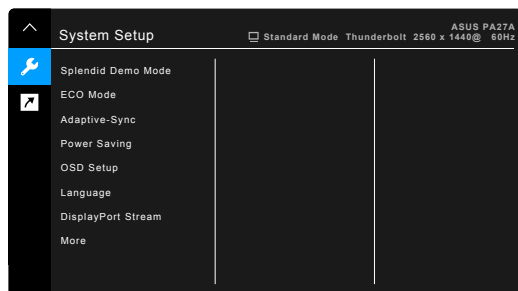 System Setup
ASUS PA27A
Standard Mode Thunderbolt 2560 x 1440@ 60Hz
Splendid Demo Mode
ECO Mode
Adaptive-Sync
Power Saving
OSD Setup
Language
DisplayPort Stream
More